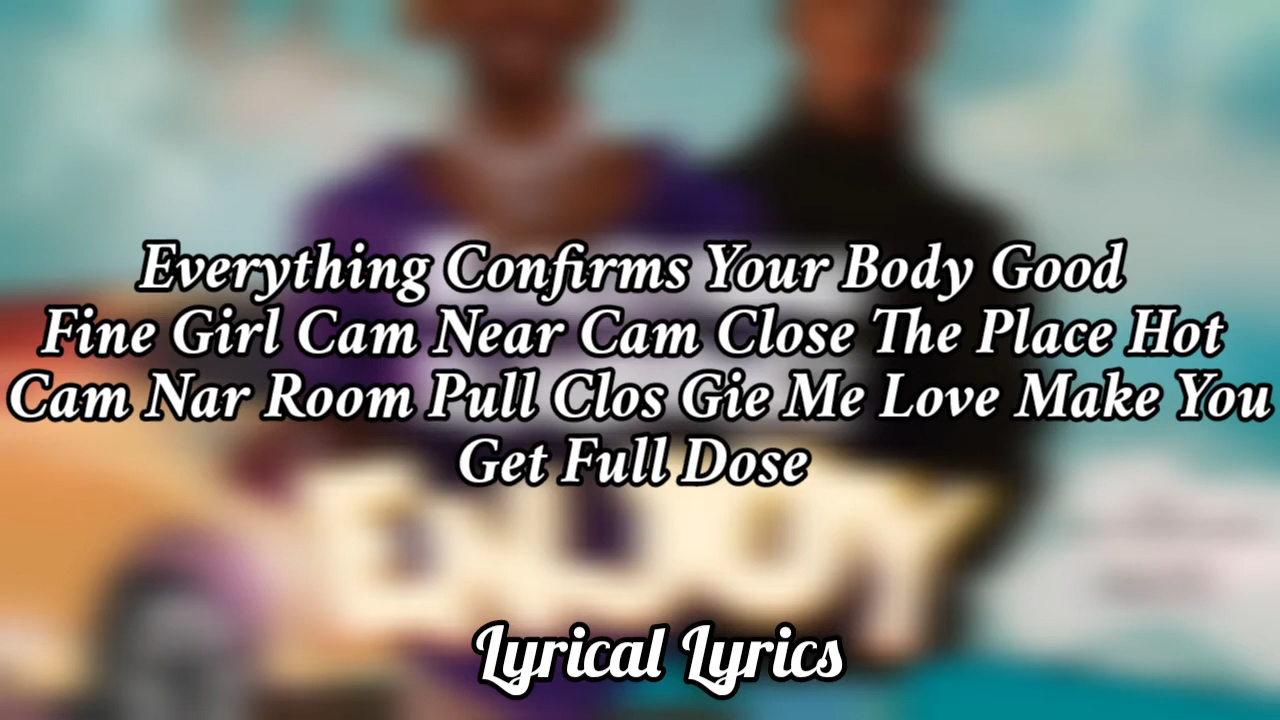 Everything Confirms Your Body Good
Fine Girl Cam Near Cam Close The Place Hot
Cam Nar Room Pull Clos Gie Me Love Make You
Get Full Dose
ENJOY
Lyrical Lyrics